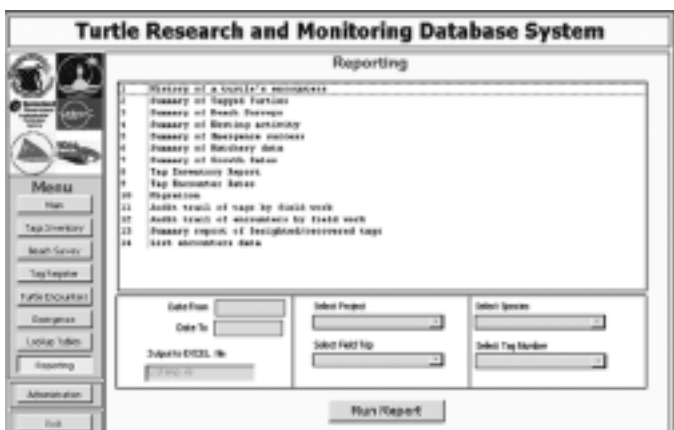 Turtle Research and Monitoring Database System
Reporting
1 History of a turtle's encounters
2 Summary of Tagged Turtles
3 Summary of Beach Surveys
4 Summary of Nesting activity
5 Summary of Emergence success
6 Summary of Hatchery data
7 Summary of Growth Rates
8 Tag Inventory Report
9 Tag Encounter Rates
10 Migration
11 Audit trail of tags by field work
12 Audit trail of encounters by field work
13 Summary report of Resighted/recovered tags
14 List encounters data
Menu
Main
Tags Inventory
Beach Survey
Tag Register
Turtle Encounters
Emergence
Lookup Tables
Reporting
Administration
Exit
Date From
Date To
Output to EXCEL file
Select Project
Select Field Trip
Select Species
Select Tag Number
Run Report